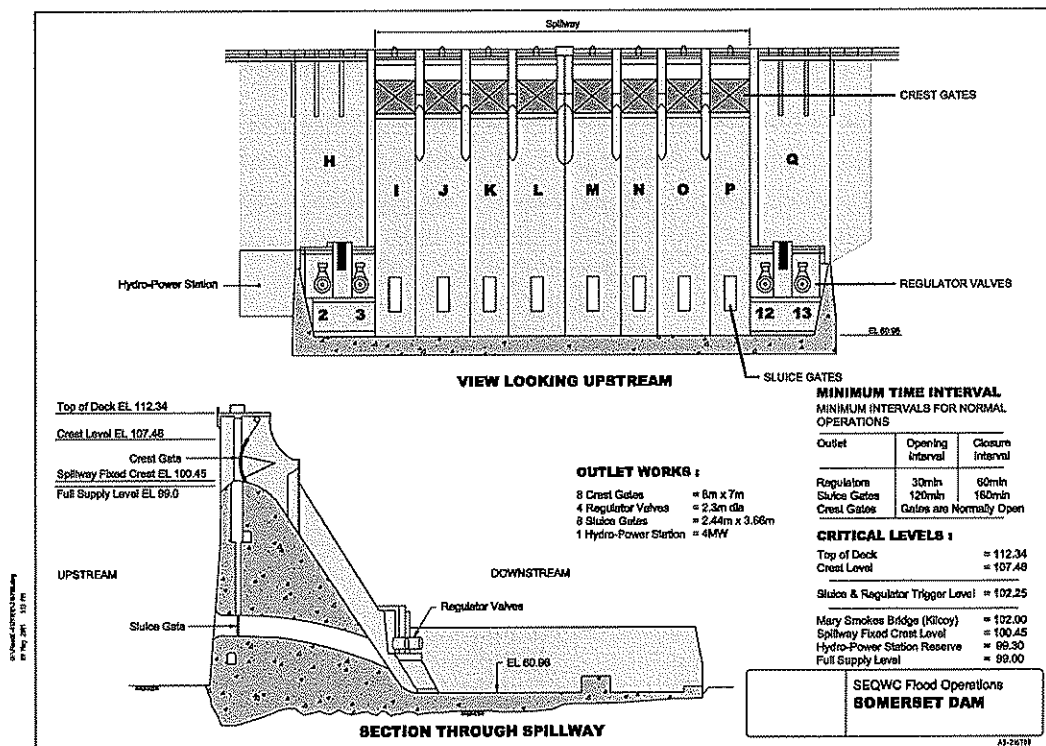 Spillway
CREST GATES
H
Q
I
J
K
L
M
N
O
P
Hydro-Power Station
REGULATOR VALVES
2
3
12
13
EL 60.96
SLUICE GATES
VIEW LOOKING UPSTREAM
Top of Deck EL 112.34
Crest Level EL 107.46
Crest Gate
Spillway Fixed Crest EL 100.45
Full Supply Level EL 99.0
UPSTREAM
DOWNSTREAM
Sluice Gate
Regulator Valves
EL 60.96
SECTION THROUGH SPILLWAY
OUTLET WORKS :
8 Crest Gates = 8m x 7m
4 Regulator Valves = 2.3m dia
8 Sluice Gates = 2.44m x 3.66m
1 Hydro-Power Station = 4MW
MINIMUM TIME INTERVAL
MINIMUM INTERVALS FOR NORMAL
OPERATIONS
Outlet Opening Closure
Interval Interval
Regulators 30min 60min
Sluice Gates 120min 180min
Crest Gates Gates are Normally Open
CRITICAL LEVELS :
Top of Deck = 112.34
Crest Level = 107.46
Sluice & Regulator Trigger Level = 102.25
Mary Smokes Bridge (Kilcoy) = 102.00
Spillway Fixed Crest Level = 100.45
Hydro-Power Station Reserve = 99.30
Full Supply Level = 99.00
SEQWC Flood Operations
SOMERSET DAM